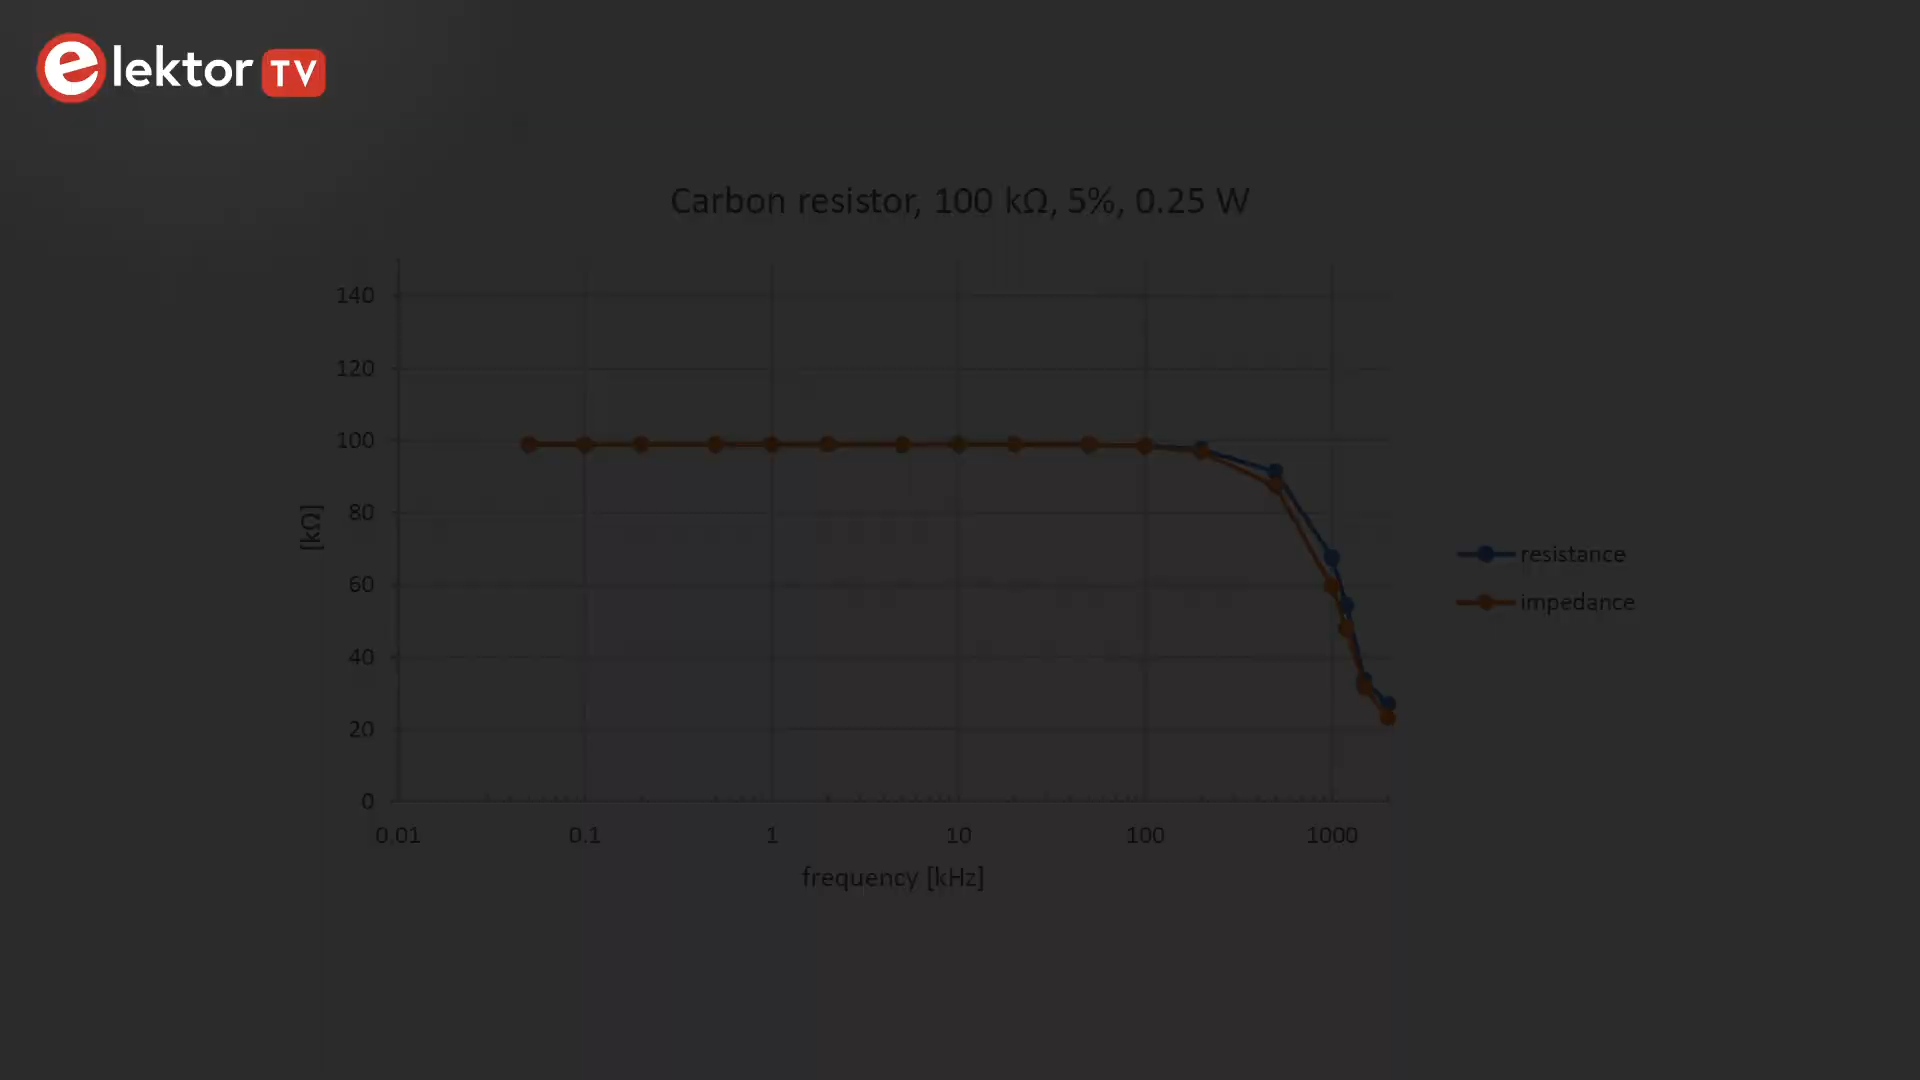 elektor TV
Carbon resistor, 100 kΩ, 5%, 0.25 W
140
120
100
80
60
40
20
0
[kΩ]
0.01 0.1 1 10 100 1000
frequency [kHz]
resistance
impedance